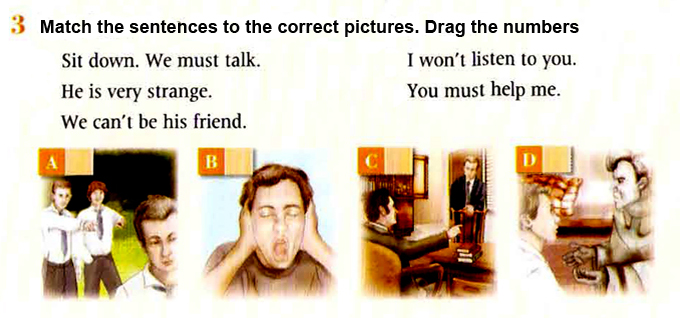 3 Match the sentences to the correct pictures. Drag the numbers
Sit down. We must talk.
He is very strange.
We can't be his friend.
I won't listen to you.
You must help me.
A
B
C
D